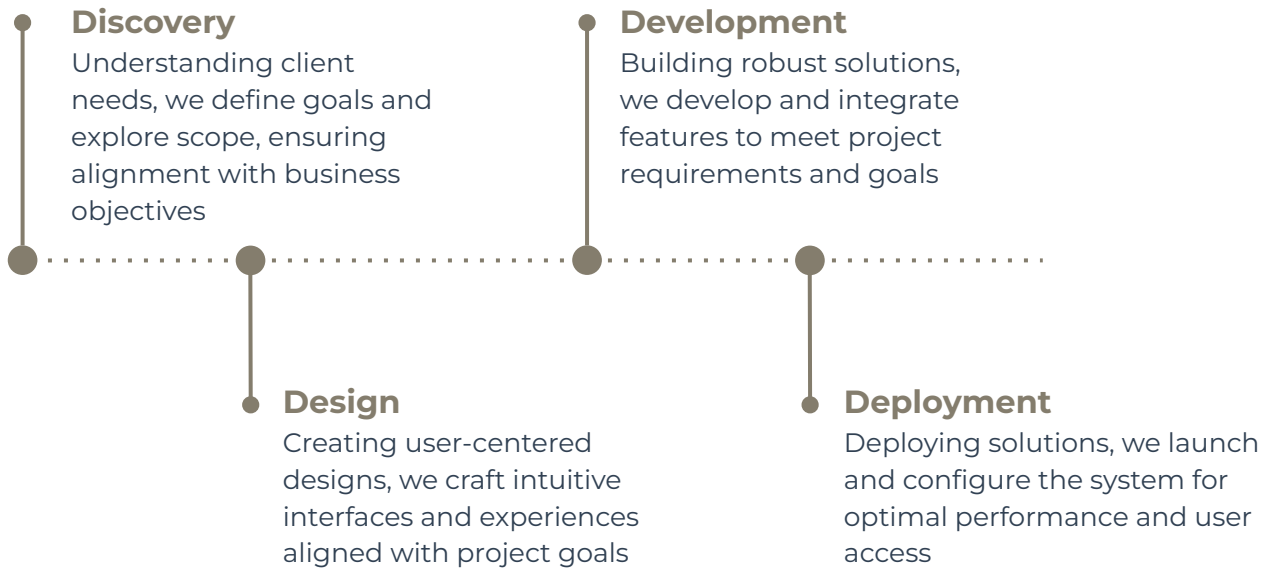 Discovery
Understanding client
needs, we define goals and
explore scope, ensuring
alignment with business
objectives
Development
Building robust solutions,
we develop and integrate
features to meet project
requirements and goals
Design
Creating user-centered
designs, we craft intuitive
interfaces and experiences
aligned with project goals
Deployment
Deploying solutions, we launch
and configure the system for
optimal performance and user
access